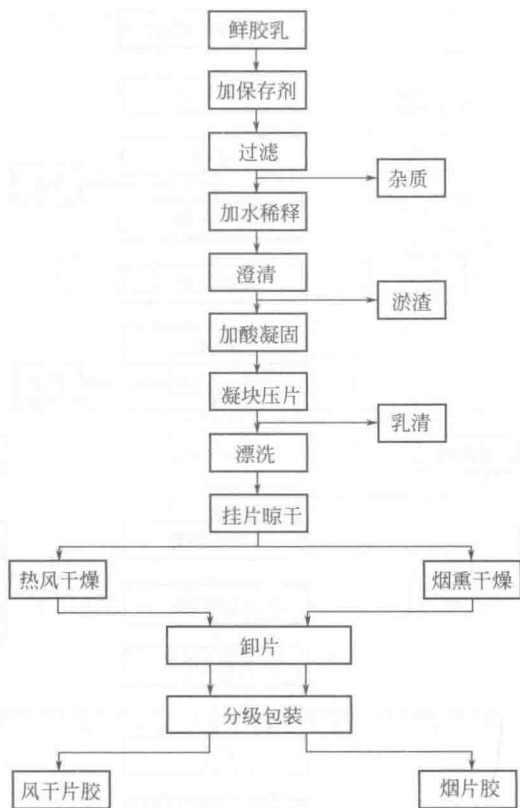 鲜胶乳
加保存剂
过滤
杂质
加水稀释
澄清
淤渣
加酸凝固
凝块压片
乳清
漂洗
挂片晾干
热风干燥
烟熏干燥
卸片
分级包装
风干片胶
烟片胶